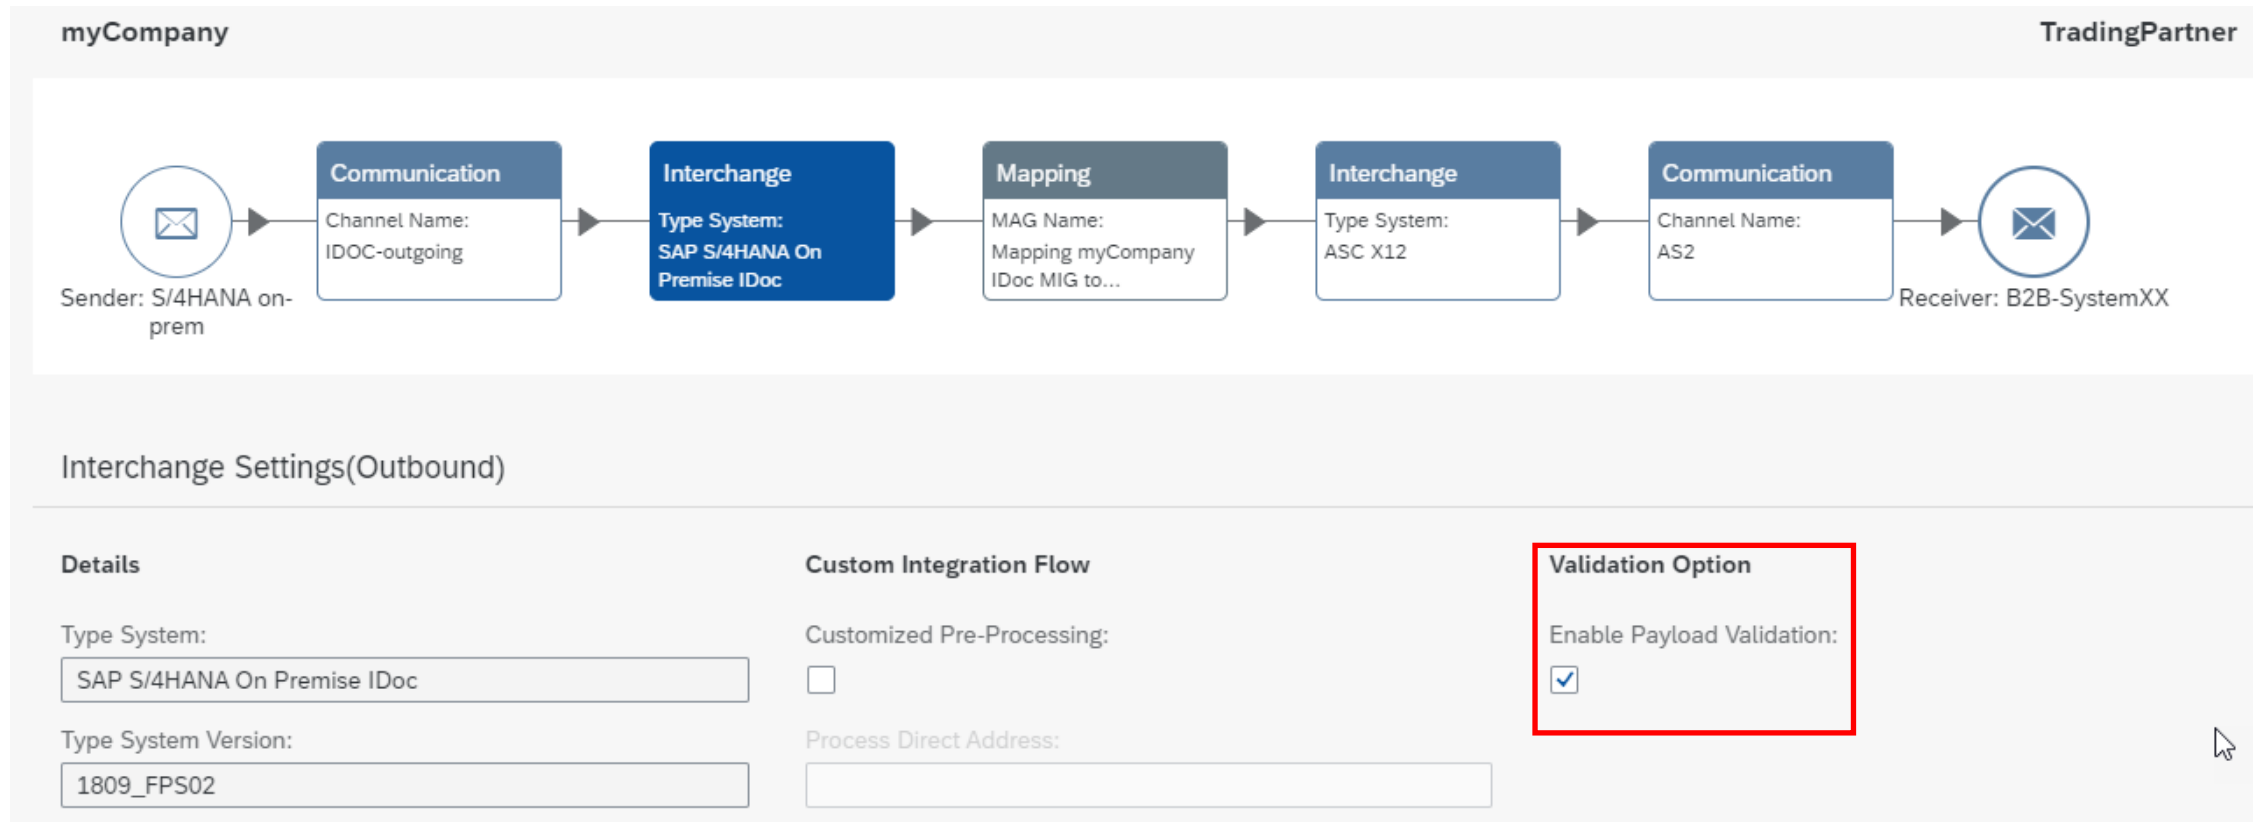 myCompany
TradingPartner
Communication
Interchange
Mapping
Interchange
Communication
Channel Name:
IDOC-outgoing
Type System:
SAP S/4HANA On
Premise IDoc
MAG Name:
Mapping myCompany
IDoc MIG to...
Type System:
ASC X12
Channel Name:
AS2
Sender: S/4HANA on-
prem
Receiver: B2B-SystemXX
Interchange Settings(Outbound)
Details
Custom Integration Flow
Validation Option
Type System:
Customized Pre-Processing:
Enable Payload Validation:
SAP S/4HANA On Premise IDoc
Type System Version:
Process Direct Address:
1809_FPS02